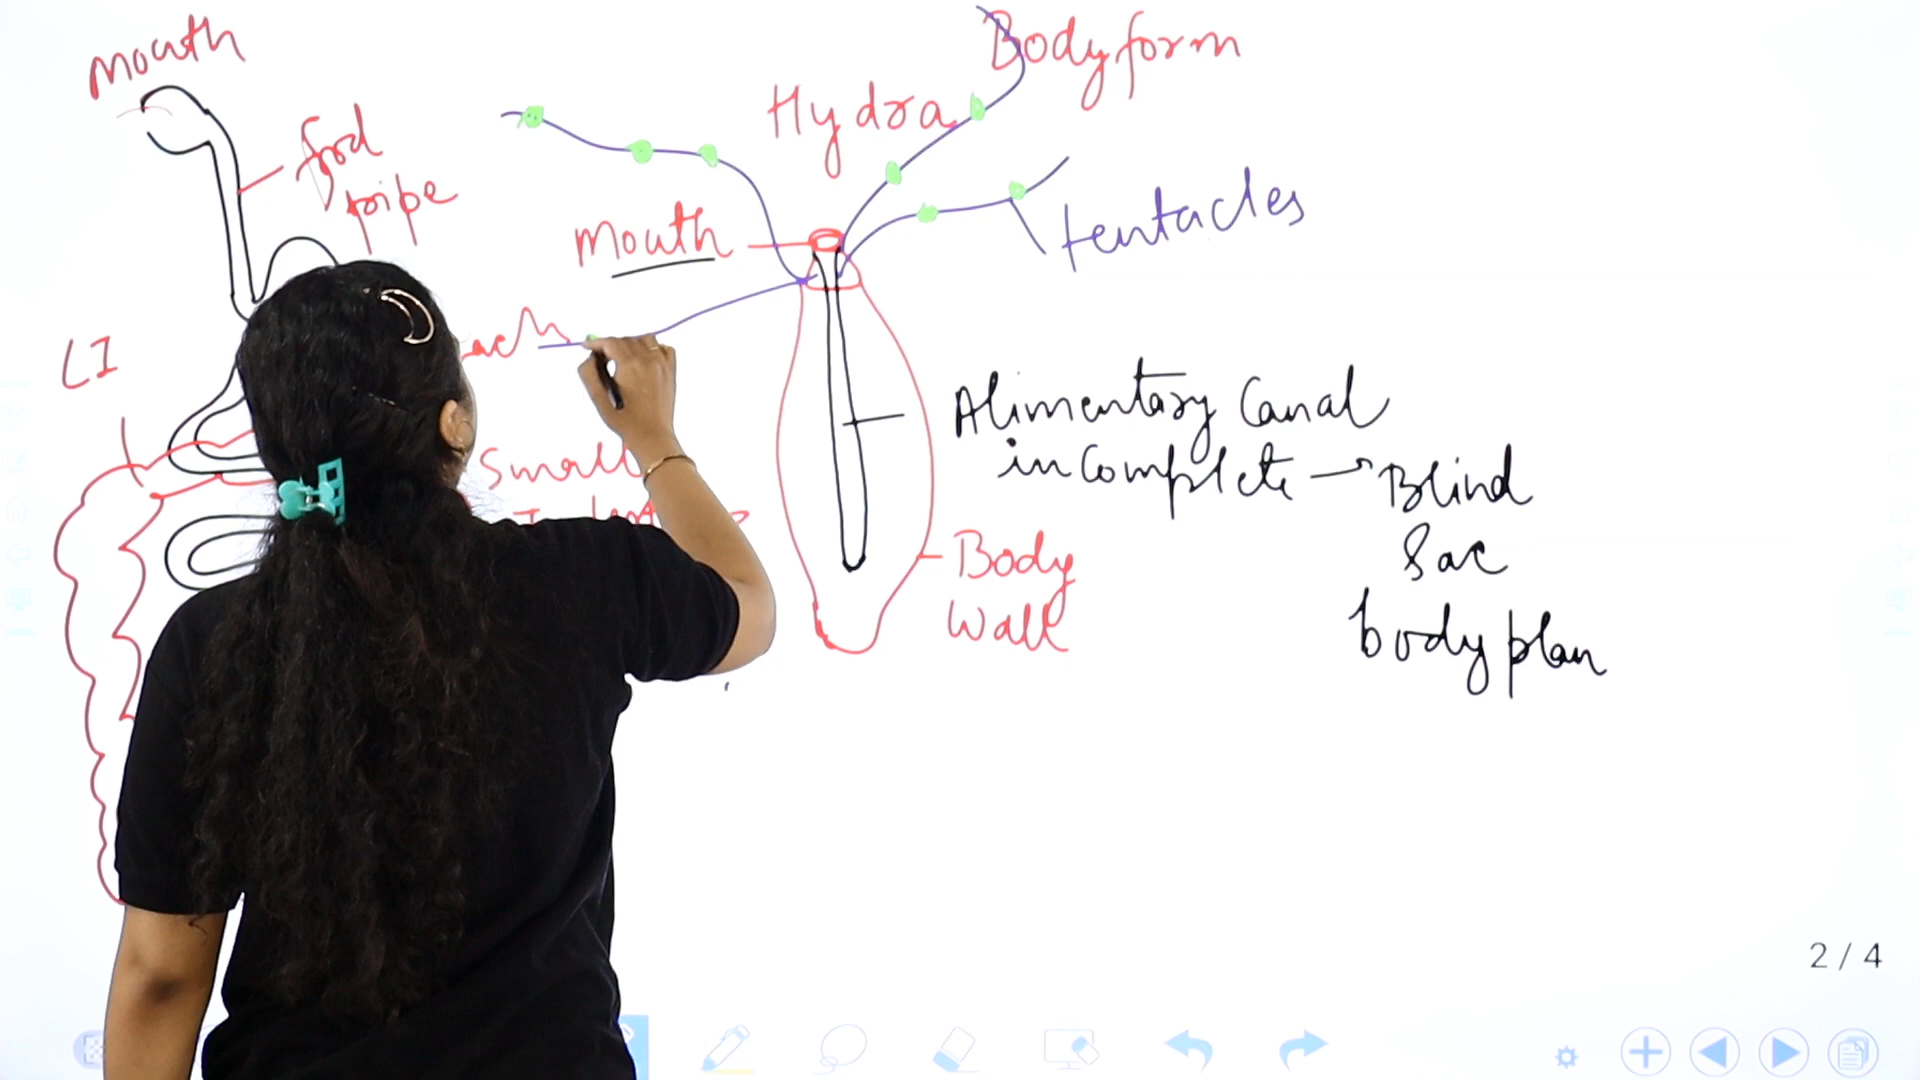 mouth
food
pipe
LI
Small
Hydra
Body form
mouth
tentacles
Alimentary Canal
incomplete → Blind
Sac
body plan
Body
Wall
2 / 4